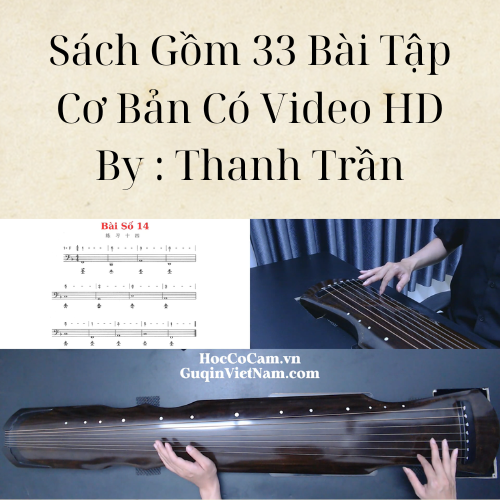 Sách Gồm 33 Bài Tập
Cơ Bản Có Video HD
By : Thanh Trần
Bài Số 14
HocCoCam.vn
GuqinVietNam.com